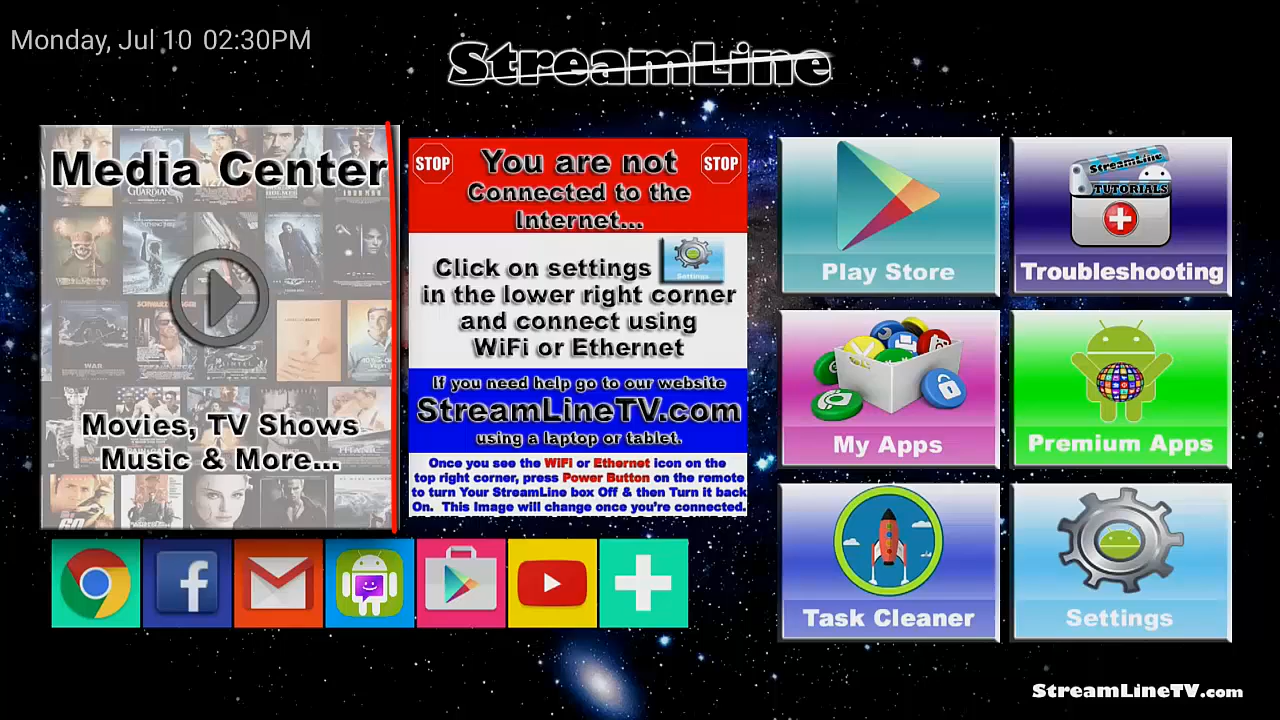 Monday, Jul 10 02:30PM
StreamLine
Media Center
Movies, TV Shows
Music & More...
STOP
You are not
STOP
Connected to the
Internet...
Click on settings
Settings
in the lower right corner
and connect using
WiFi or Ethernet
If you need help go to our website
StreamLineTV.com
using a laptop or tablet.
Once you see the WiFi or Ethernet icon on the
top right corner, press Power Button on the remote
to turn Your StreamLine box Off & then Turn it back
On. This Image will change once you're connected.
Play Store
StreamLine
TUTORIALS
Troubleshooting
My Apps
Premium Apps
Task Cleaner
Settings
StreamLineTV.com